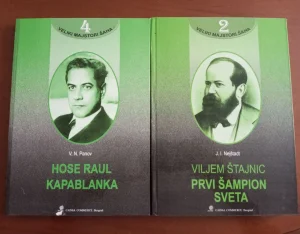 4
VELIKI MAJSTORI ŠAHA
V. N. Panov
HOSE RAUL
KAPABLANKA
2
VELIKI MAJSTORI ŠAHA
J. I. Nejštadt
VILJEM ŠTAJNIC
PRVI ŠAMPION
SVETA